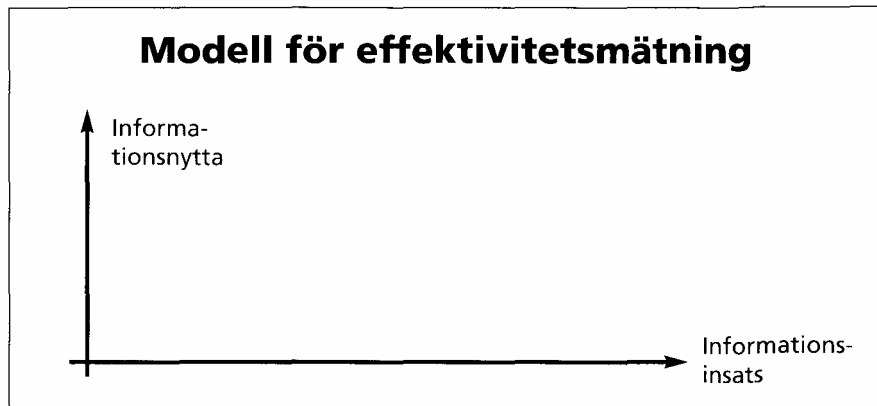 Modell för effektivitetsmätning
Informa-
tionsnytta
Informations-
insats